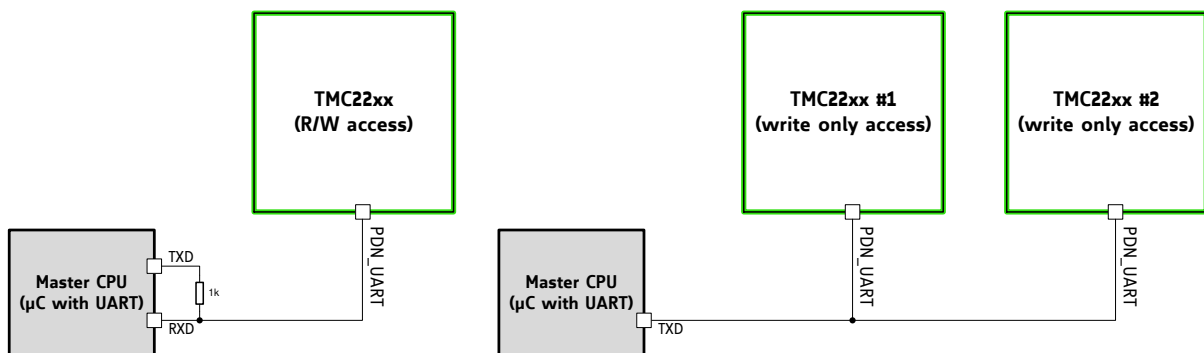 TMC22xx
(R/W access)
PDN_UART
Master CPU
(µC with UART)
TXD
1k
RXD
TMC22xx #1
(write only access)
TMC22xx #2
(write only access)
PDN_UART
PDN_UART
Master CPU
(µC with UART)
TXD